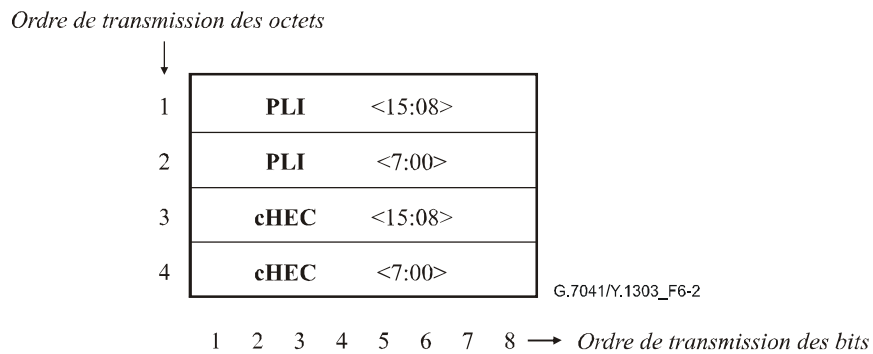 Ordre de transmission des octets
1 PLI <15:08>
2 PLI <7:00>
3 cHEC <15:08>
4 cHEC <7:00>
G.7041/Y.1303_F6-2
1 2 3 4 5 6 7 8 Ordre de transmission des bits